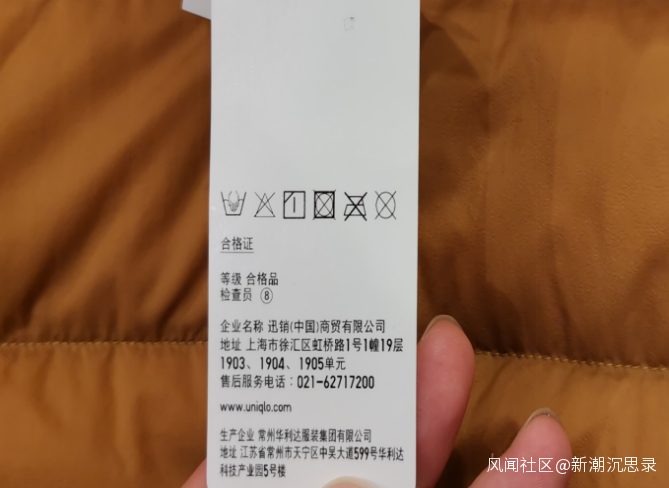 合格证
等级 合格品
检查员 ⑧
企业名称 迅销(中国)商贸有限公司
地址 上海市徐汇区虹桥路1号1幢19层
1903、1904、1905单元
售后服务电话：021-62717200
www.uniqlo.com
生产企业 常州华利达服装集团有限公司
地址 江苏省常州市天宁区中吴大道599号华利达
科技产业园5号楼
风闻社区@新潮沉思录